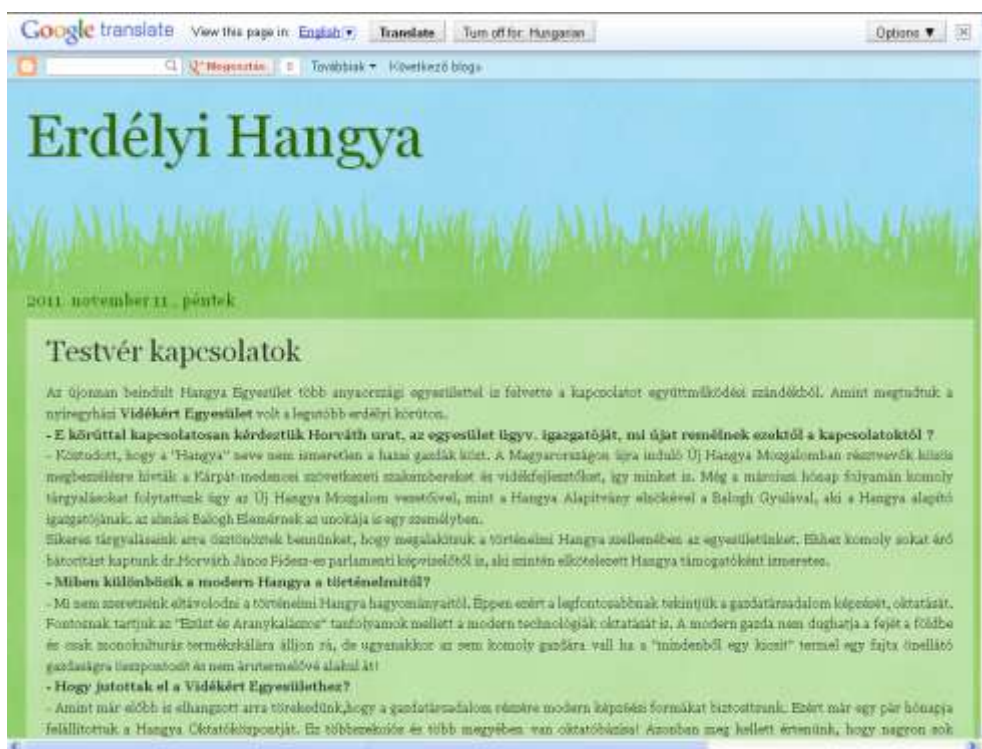 Google translate View this page in: English Translate Turn off for: Hungarian Options ▼
Megosztás 0 Továbbiak Következő blog»
Erdélyi Hangya
2011. november 11., péntek
Testvér kapcsolatok
Az újonnan beindult Hangya Egyesület több anyaországi egyesülettel is felvette a kapcsolatot együttműködési szándékból. Amint megtudtuk a
nyiregyházi Vidékért Egyesület volt a legutóbb erdélyi körúton.
- E körúttal kapcsolatosan kérdeztük Horváth urat, az egyesület ügyv. igazgatóját, mi újat remélnek ezektől a kapcsolatoktól ?
- Köztudott, hogy a "Hangya" neve nem ismeretlen a hazai gazdák közt. A Magyarországon újra induló Új Hangya Mozgalomban résztvevők közös
megbeszélésre hívták a Kárpát-medencei szövetkezeti szakembereket és vidékfejlesztőket, így minket is. Még a március hónap folyamán komoly
tárgyalásokat folytattunk úgy az Új Hangya Mozgalom vezetőivel, mint a Hangya Alapítvány elnökével a Balogh Gyulával, aki a Hangya alapító
igazgatójának, az almási Balogh Elemérnek az unokája is egy személyben.
Sikeres tárgyalásaink arra ösztönöztek bennünket, hogy megalakítsuk a történelmi Hangya szellemében az egyesületünket. Ehhez komoly sokat érő
bátorítást kaptunk dr.Horváth János Fidesz-es parlamenti képviselőtől is, aki szintén elkötelezett Hangya támogatóként ismeretes.
- Miben különbözik a modern Hangya a történelmitől?
- Mi nem szeretnénk eltávolodni a történelmi Hangya hagyományaitól. Éppen ezért a legfontosabbnak tekintjük a gazdatársadalom képzését, oktatását.
Fontosnak tartjuk az "Ezüst és Aranykalászos" tanfolyamok mellett a modern technológiák oktatását is. A modern gazda nem dughatja a fejét a földbe
és csak monokultúrás termékskálára álljon rá, de ugyanakkor az sem komoly gazdára vall ha a "mindenből egy kicsit" termel egy fajta önellátó
gazdaságra összpontosít és nem árutermelővé alakul át!
- Hogy jutottak el a Vidékért Egyesülethez?
- Amint már előbb is elhangzott arra törekedünk,hogy a gazdatársadalom részére modern képzési formákat biztosítsunk. Ezért már egy pár hónapja
felállítottuk a Hangya Oktatóközpontját. Ez többszekciós és több megyében van oktatóbázisa! Azonban meg kellett értenünk, hogy nagyon sok